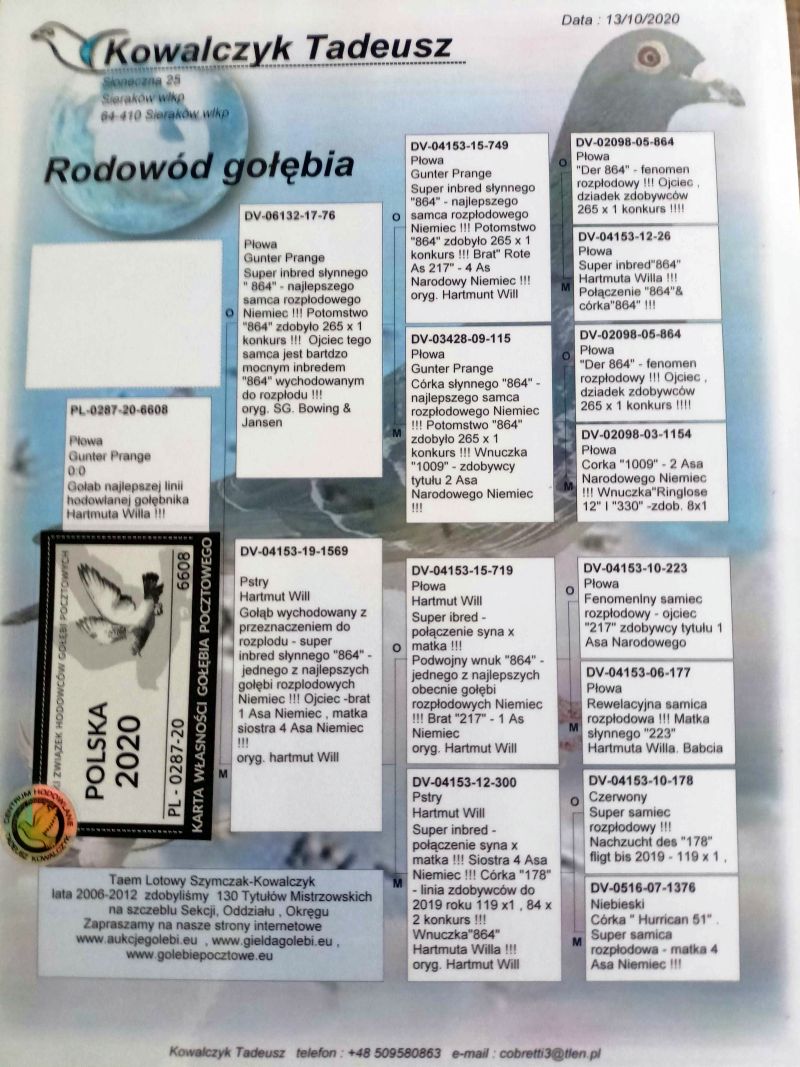 Data : 13/10/2020
Kowalczyk Tadeusz
Słoneczna 25
Sieraków wlkp
64-410 Sieraków wlkp
Rodowód gołębia
PL-0287-20-6608
Płowa
Gunter Prange
0:0
Gołab najlepszej linii
hodowlanej gołębnika
Hartmuta Willa !!!
DV-06132-17-76
Płowa
Gunter Prange
Super inbred słynnego
" 864" - najlepszego
samca rozpłodowego
Niemiec !!! Potomstwo
"864" zdobyło 265 x 1
konkurs !!! Ojciec tego
samca jest bartdzo
mocnym inbredem
"864" wychodowanym
do rozpłodu !!!
oryg. SG. Bowing &
Jansen
DV-04153-19-1569
Pstry
Hartmut Will
Gołąb wychodowany z
przeznaczeniem do
rozplodu - super
inbred słynnego "864" -
jednego z najlepszych
gołębi rozplodowych
Niemiec !!! Ojciec -brat
1 Asa Niemiec , matka
siostra 4 Asa Niemiec
!!!
oryg. hartmut Will
O
M
DV-04153-15-749
Płowa
Gunter Prange
Super inbred słynnego
"864" - najlepszego
samca rozpłodowego
Niemiec !!! Potomstwo
"864" zdobyło 265 x 1
konkurs !!! Brat" Rote
As 217" - 4 As
Narodowy Niemiec !!!
oryg. Hartmunt Will
DV-03428-09-115
Płowa
Gunter Prange
Córka słynnego "864" -
najlepszego samca
rozpłodowego Niemiec
!!! Potomstwo "864"
zdobyło 265 x 1
konkurs !!! Wnuczka
"1009" - zdobywcy
tytułu 2 Asa
Narodowego Niemiec
!!!
O
M
DV-04153-15-719
Płowa
Hartmut Will
Super ibred -
połączenie syna x
matka !!!
Podwojny wnuk "864" -
jednego z najlepszych
obecnie gołębi
rozpłodowych Niemiec
!!! Brat "217" - 1 As
Niemiec
oryg. Hartmut Will
DV-04153-12-300
Pstry
Hartmut Will
Super inbred -
połączenie syna x
matka !!! Siostra 4 Asa
Niemiec !!! Córka "178"
- linia zdobywców do
2019 roku 119 x1 , 84 x
2 konkurs !!!
Wnuczka"864"
Hartmuta Willa !!!
oryg. Hartmut Will
O
M
DV-02098-05-864
Płowa
"Der 864" - fenomen
rozpłodowy !!! Ojciec ,
dziadek zdobywców
265 x 1 konkurs !!!!
DV-04153-12-26
Płowa
Super inbred"864"
Hartmuta Willa !!!
Połączenie "864"&
córka"864" !!!
O
M
DV-02098-05-864
Płowa
"Der 864" - fenomen
rozpłodowy !!! Ojciec ,
dziadek zdobywców
265 x 1 konkurs !!!!
DV-02098-03-1154
Płowa
Corka "1009" - 2 Asa
Narodowego Niemiec
!!! Wnuczka"Ringlose
12" I "330" -zdob. 8x1
O
M
DV-04153-10-223
Płowa
Fenomenlny samiec
rozpłodowy - ojciec
"217" zdobywcy tytułu 1
Asa Narodowego
DV-04153-06-177
Płowa
Rewelacyjna samica
rozpłodowa !!! Matka
słynnego "223"
Hartmuta Willa. Babcia
O
M
DV-04153-10-178
Czerwony
Super samiec
rozpłodowy !!!
Nachzucht des "178"
fligt bis 2019 - 119 x 1 ,
DV-0516-07-1376
Niebieski
Córka " Hurrican 51" .
Super samica
rozpłodowa - matka 4
Asa Niemiec !!!
O
M
ZWIĄZEK HODOWCÓW GOŁĘBI POCZTOWYCH
POLSKA
2020
PL - 0287-20
6608
KARTA WŁASNOŚCI GOŁĘBIA POCZTOWEGO
CENTRUM HODOWLANE
TADEUSZ KOWALCZYK
Taem Lotowy Szymczak-Kowalczyk
lata 2006-2012 zdobyliśmy 130 Tytułów Mistrzowskich
na szczeblu Sekcji, Oddziału , Okręgu
Zapraszamy na nasze strony internetowe
www.aukcjegolebi.eu , www.gieldagolebi.eu ,
www.golebiepocztowe.eu
Kowalczyk Tadeusz telefon : +48 509580863 e-mail : cobretti3@tlen.pl